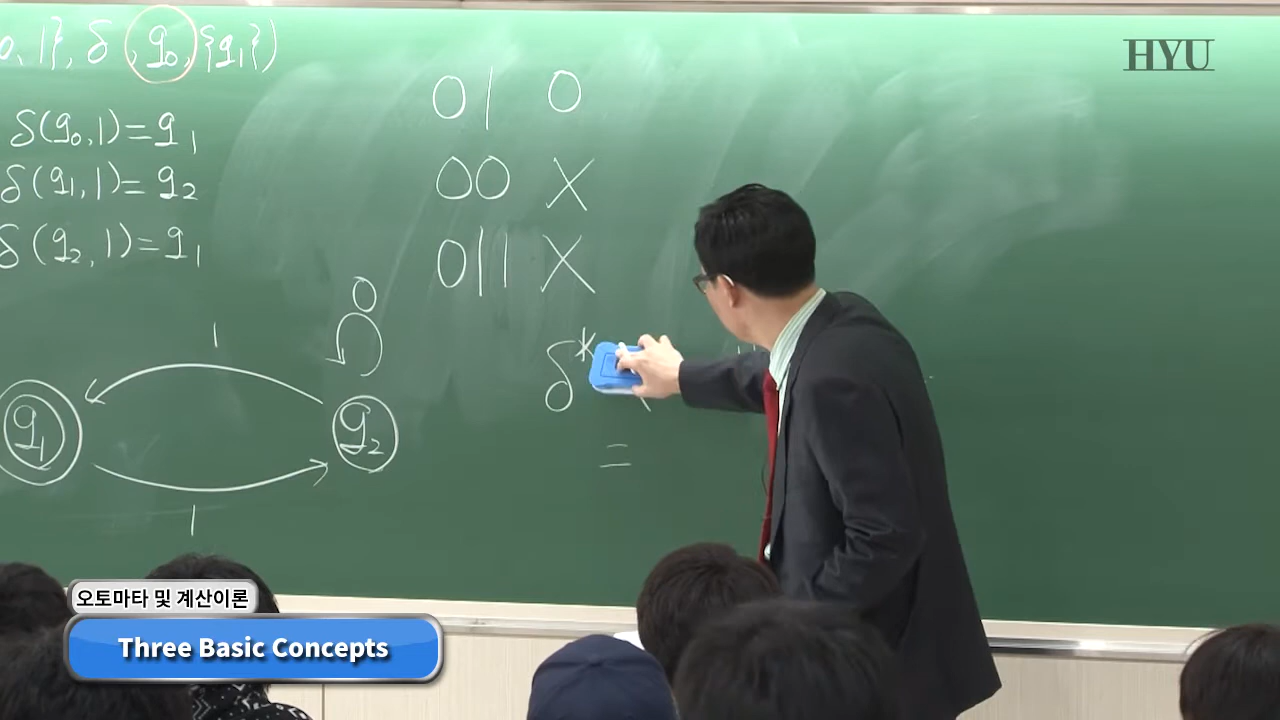 0, 1}, δ, q0, {q1})
HYU
δ(q0, 1) = q1
δ(q1, 1) = q2
δ(q2, 1) = q1
01 O
00 X
011 X
0
1
δ*
q1
q2
=
1
오토마타 및 계산이론
Three Basic Concepts